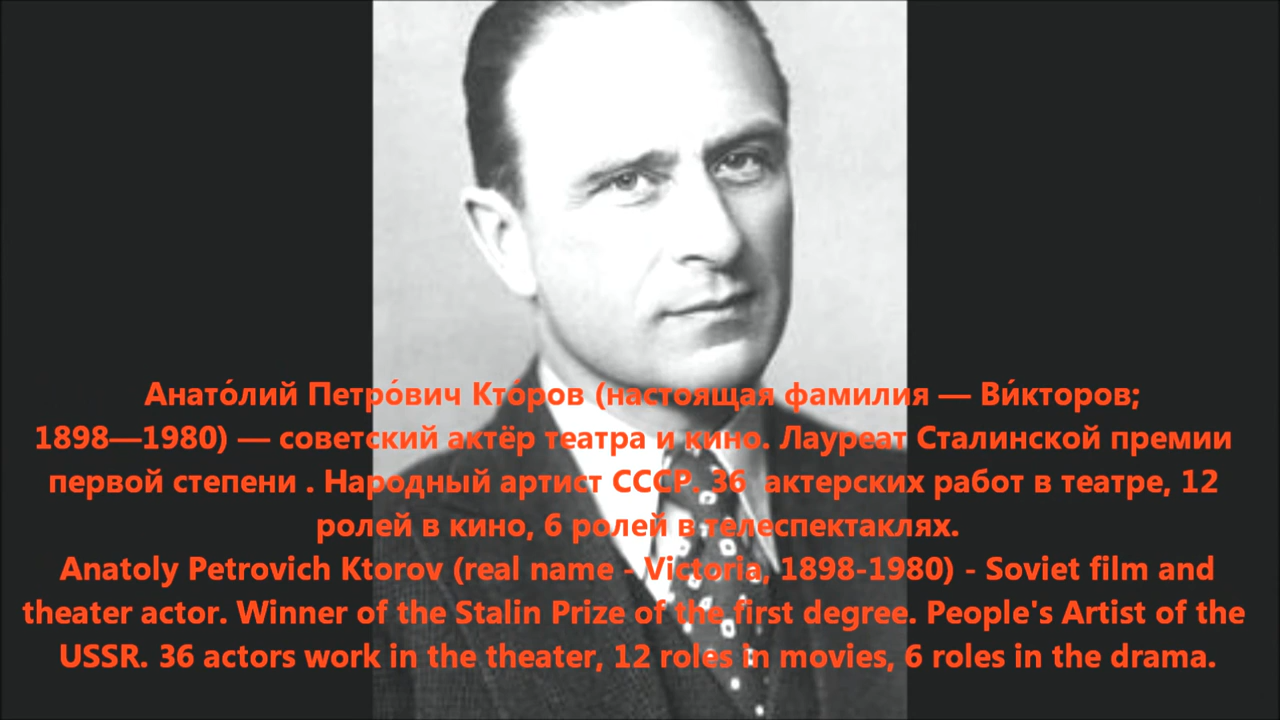 Анато́лий Петро́вич Кто́ров (настоящая фамилия — Ви́кторов;
1898—1980) — советский актёр театра и кино. Лауреат Сталинской премии
первой степени . Народный артист СССР. 36 актерских работ в театре, 12
ролей в кино, 6 ролей в телеспектаклях.
Anatoly Petrovich Ktorov (real name - Victoria, 1898-1980) - Soviet film and
theater actor. Winner of the Stalin Prize of the first degree. People's Artist of the
USSR. 36 actors work in the theater, 12 roles in movies, 6 roles in the drama.